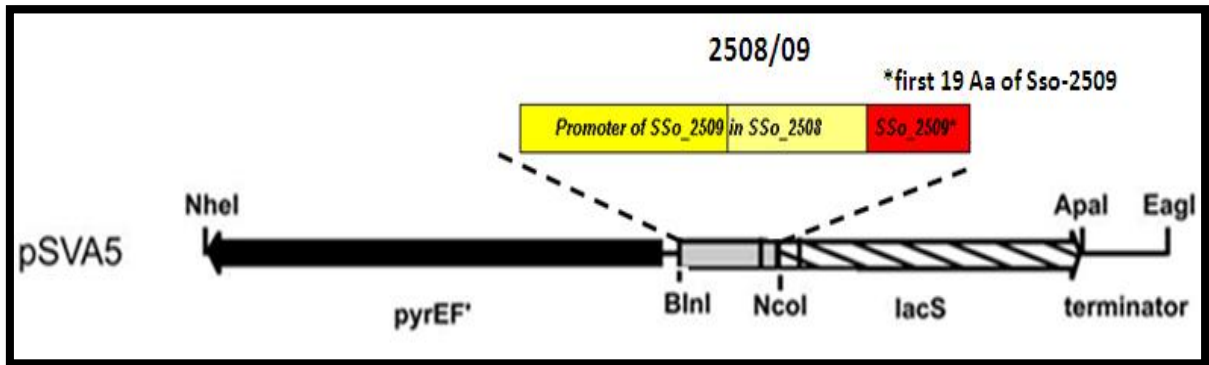 2508/09
*first 19 Aa of Sso-2509
Promoter of SSo_2509 in SSo_2508
SSo_2509*
NheI
ApaI
EagI
pSVA5
BlnI
NcoI
pyrEF'
lacS
terminator